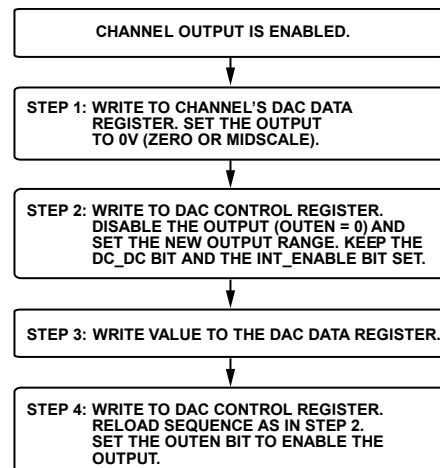 CHANNEL OUTPUT IS ENABLED.
STEP 1: WRITE TO CHANNEL'S DAC DATA
REGISTER. SET THE OUTPUT
TO 0V (ZERO OR MIDSCALE).
STEP 2: WRITE TO DAC CONTROL REGISTER.
DISABLE THE OUTPUT (OUTEN = 0) AND
SET THE NEW OUTPUT RANGE. KEEP THE
DC_DC BIT AND THE INT_ENABLE BIT SET.
STEP 3: WRITE VALUE TO THE DAC DATA REGISTER.
STEP 4: WRITE TO DAC CONTROL REGISTER.
RELOAD SEQUENCE AS IN STEP 2.
SET THE OUTEN BIT TO ENABLE THE
OUTPUT.